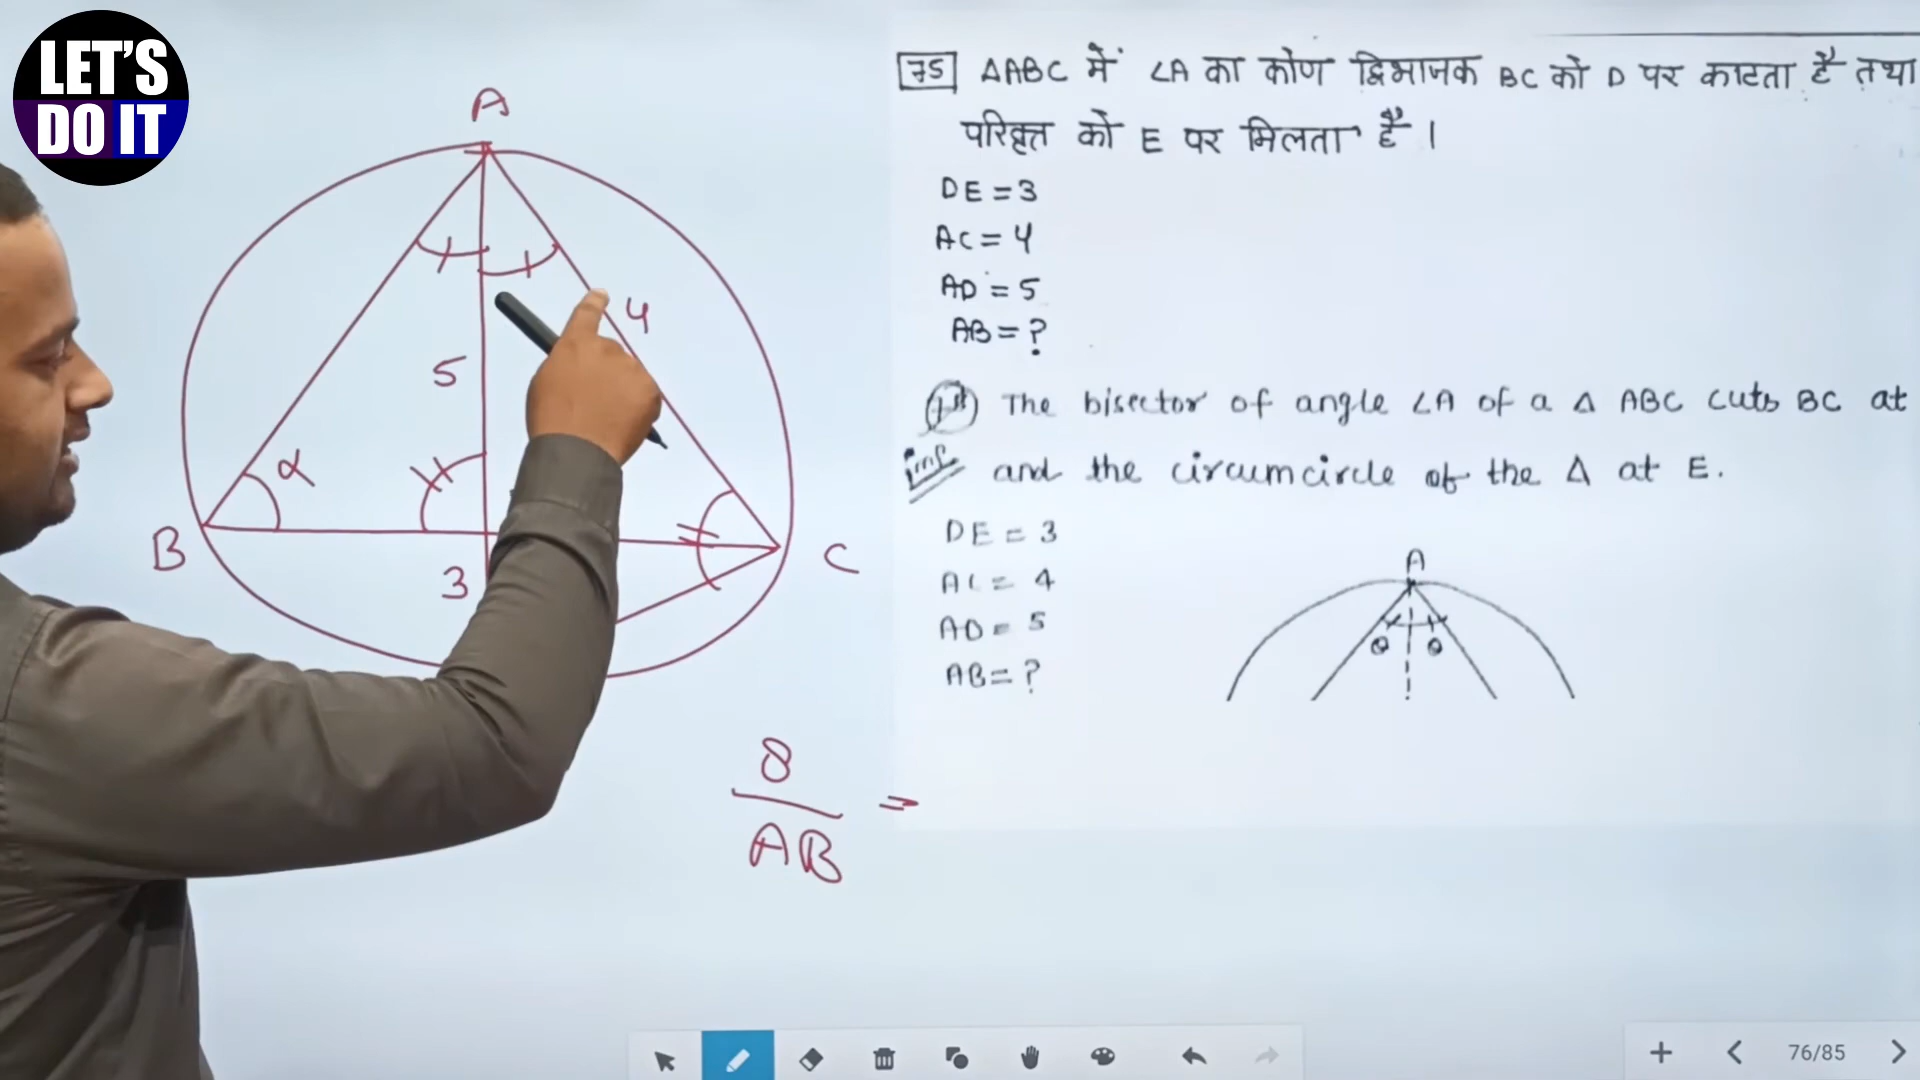 LET'S
DO IT
A
4
5
α
B
C
3
8
AB
=
75 ΔABC में ∠A का कोण द्विभाजक BC को D पर काटता है तथा
परिवृत्त को E पर मिलता है ।
DE = 3
AC = 4
AD = 5
AB = ?
The bisector of angle ∠A of a Δ ABC cuts BC at
imp and the circumcircle of the Δ at E.
DE = 3
AC = 4
AD = 5
AB = ?
A
θ θ
76/85